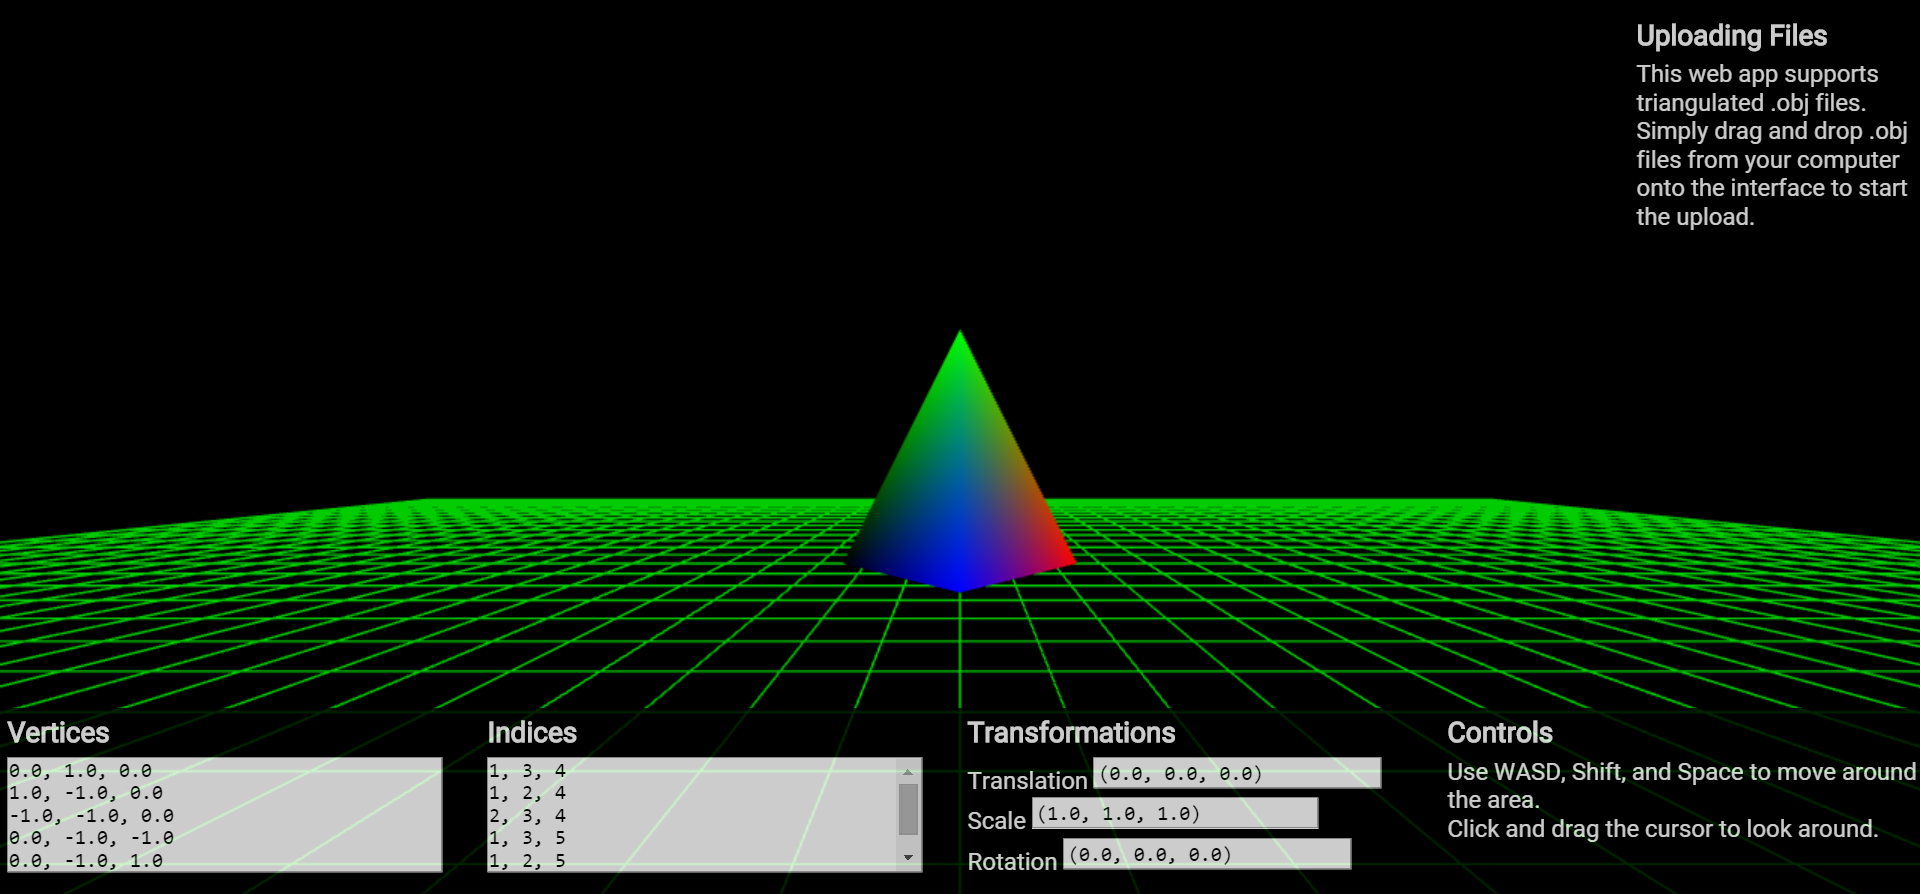 Uploading Files
This web app supports
triangulated .obj files.
Simply drag and drop .obj
files from your computer
onto the interface to start
the upload.
Vertices
0.0, 1.0, 0.0
1.0, -1.0, 0.0
-1.0, -1.0, 0.0
0.0, -1.0, -1.0
0.0, -1.0, 1.0
Indices
1, 3, 4
1, 2, 4
2, 3, 4
1, 3, 5
1, 2, 5
Transformations
Translation (0.0, 0.0, 0.0)
Scale (1.0, 1.0, 1.0)
Rotation (0.0, 0.0, 0.0)
Controls
Use WASD, Shift, and Space to move around
the area.
Click and drag the cursor to look around.